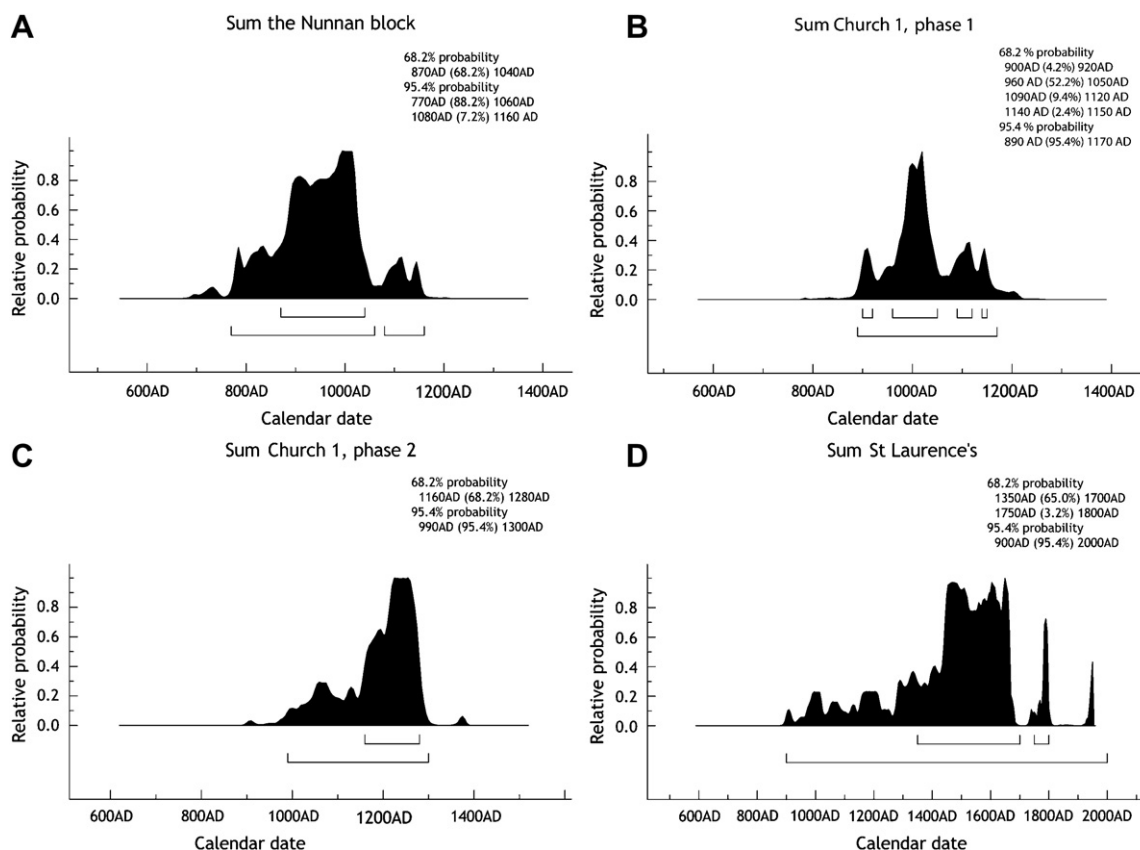 A
Sum the Nunnan block
68.2% probability
870AD (68.2%) 1040AD
95.4% probability
770AD (88.2%) 1060AD
1080AD (7.2%) 1160 AD
Relative probability
0.8
0.6
0.4
0.2
0.0
600AD 800AD 1000AD 1200AD 1400AD
Calendar date
B
Sum Church 1, phase 1
68.2 % probability
900AD (4.2%) 920AD
960 AD (52.2%) 1050AD
1090AD (9.4%) 1120 AD
1140 AD (2.4%) 1150 AD
95.4 % probability
890 AD (95.4%) 1170 AD
Relative probability
0.8
0.6
0.4
0.2
0.0
600AD 800AD 1000AD 1200AD 1400AD
Calendar date
C
Sum Church 1, phase 2
68.2% probability
1160AD (68.2%) 1280AD
95.4% probability
990AD (95.4%) 1300AD
Relative probability
0.8
0.6
0.4
0.2
0.0
600AD 800AD 1000AD 1200AD 1400AD
Calendar date
D
Sum St Laurence's
68.2% probability
1350AD (65.0%) 1700AD
1750AD (3.2%) 1800AD
95.4% probability
900AD (95.4%) 2000AD
Relative probability
0.8
0.6
0.4
0.2
0.0
600AD 800AD 1000AD 1200AD 1400AD 1600AD 1800AD 2000AD
Calendar date